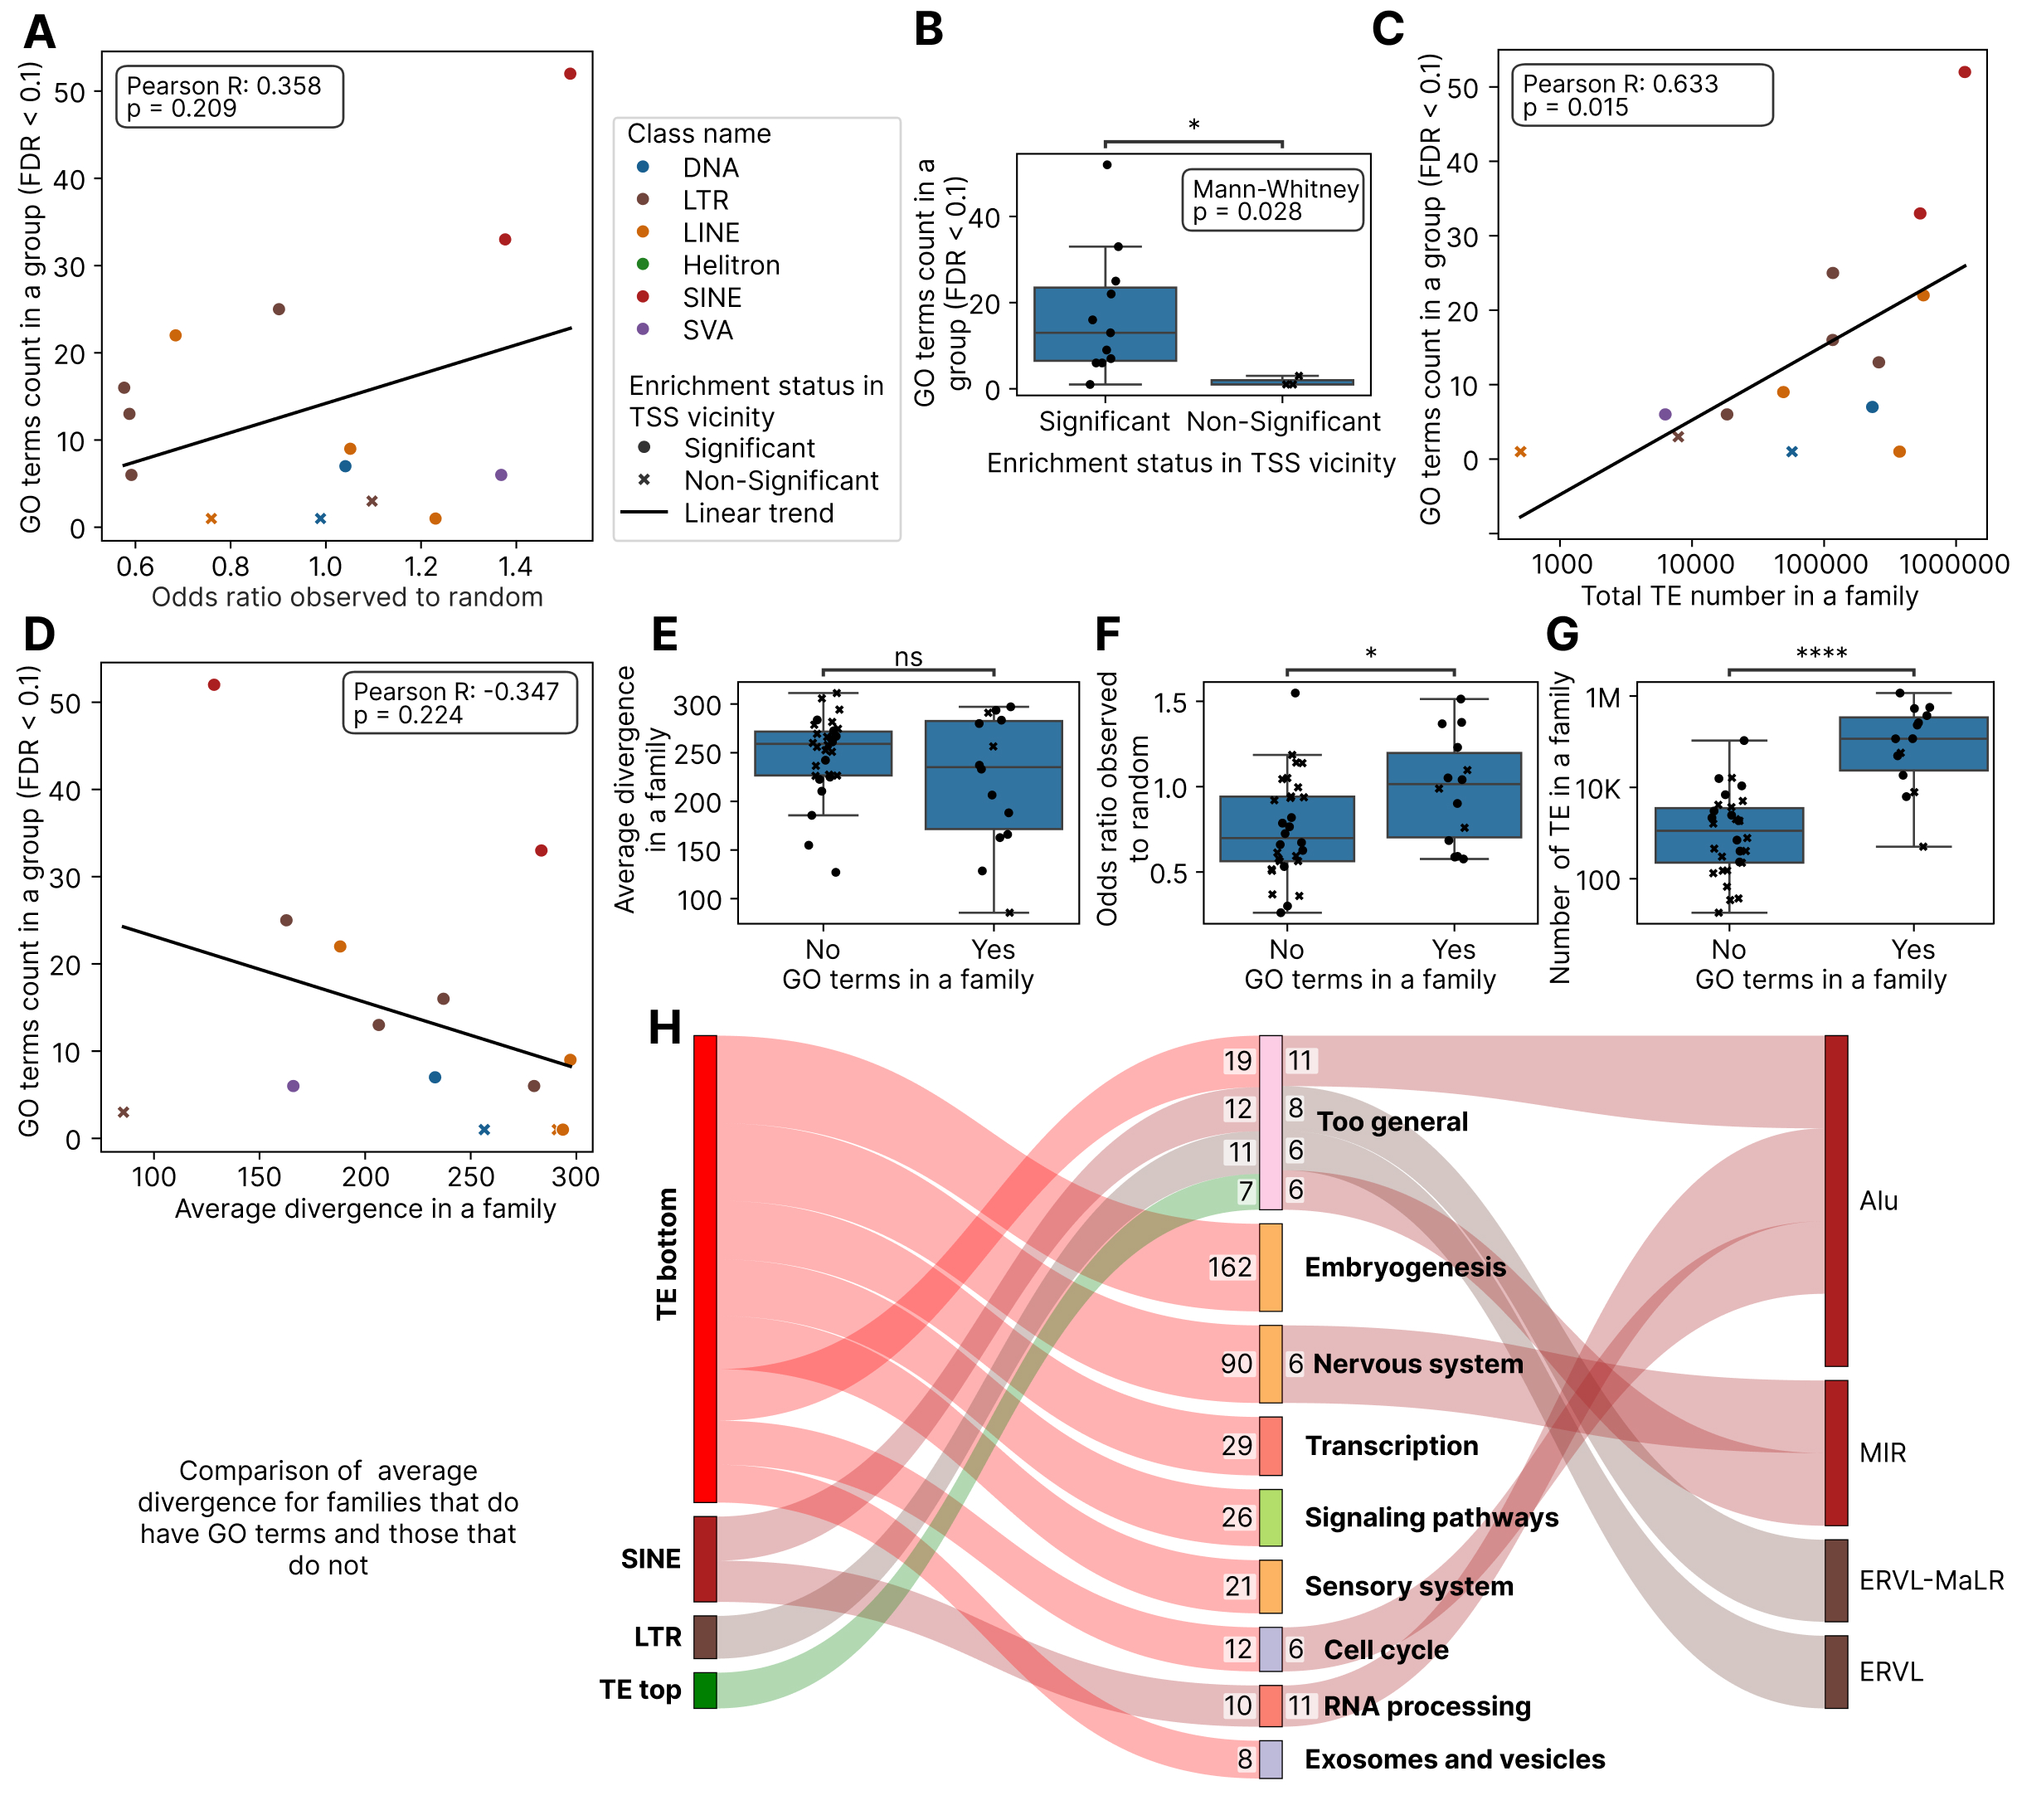 A
GO terms count in a group (FDR < 0.1)
50
40
30
20
10
0
Pearson R: 0.358
p = 0.209
0.6
0.8
1.0
1.2
1.4
Odds ratio observed to random
Class name
DNA
LTR
LINE
Helitron
SINE
SVA
Enrichment status in
TSS vicinity
Significant
Non-Significant
Linear trend
B
GO terms count in a
group (FDR < 0.1)
40
20
0
*
Mann-Whitney
p = 0.028
Significant
Non-Significant
Enrichment status in TSS vicinity
C
GO terms count in a group (FDR < 0.1)
50
40
30
20
10
0
Pearson R: 0.633
p = 0.015
1000
10000
100000
1000000
Total TE number in a family
D
GO terms count in a group (FDR < 0.1)
50
40
30
20
10
0
Pearson R: -0.347
p = 0.224
100
150
200
250
300
Average divergence in a family
E
Average divergence
in a family
300
250
200
150
100
ns
No
Yes
GO terms in a family
F
Odds ratio observed
to random
1.5
1.0
0.5
*
No
Yes
GO terms in a family
G
Number of TE in a family
1M
10K
100
****
No
Yes
GO terms in a family
Comparison of  average
divergence for families that do
have GO terms and those that
do not
H
TE bottom
SINE
LTR
TE top
19
11
12
8
Too general
11
6
7
6
162
Embryogenesis
90
6
Nervous system
29
Transcription
26
Signaling pathways
21
Sensory system
12
6
Cell cycle
10
11
RNA processing
8
Exosomes and vesicles
Alu
MIR
ERVL-MaLR
ERVL